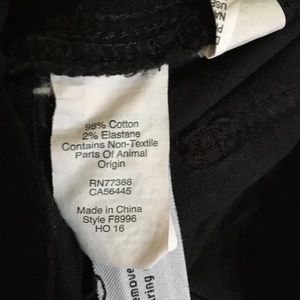 98% Cotton
2% Elastane
Contains Non-Textile
Parts Of Animal
Origin
RN77388
CA56445
Made in China
Style F8996
HO 16